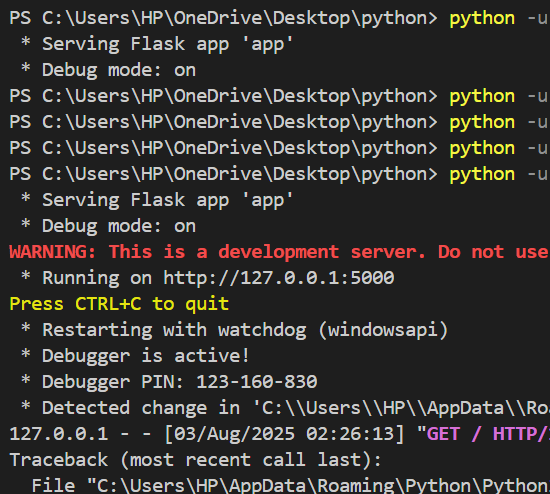 PS C:\Users\HP\OneDrive\Desktop\python> python -u
* Serving Flask app 'app'
* Debug mode: on
PS C:\Users\HP\OneDrive\Desktop\python> python -u
PS C:\Users\HP\OneDrive\Desktop\python> python -u
PS C:\Users\HP\OneDrive\Desktop\python> python -u
PS C:\Users\HP\OneDrive\Desktop\python> python -u
* Serving Flask app 'app'
* Debug mode: on
WARNING: This is a development server. Do not use
* Running on http://127.0.0.1:5000
Press CTRL+C to quit
* Restarting with watchdog (windowsapi)
* Debugger is active!
* Debugger PIN: 123-160-830
* Detected change in 'C:\\Users\\HP\\AppData\\Roa
127.0.0.1 - - [03/Aug/2025 02:26:13] "GET / HTTP/
Traceback (most recent call last):
File "C:\Users\HP\AppData\Roaming\Python\Python